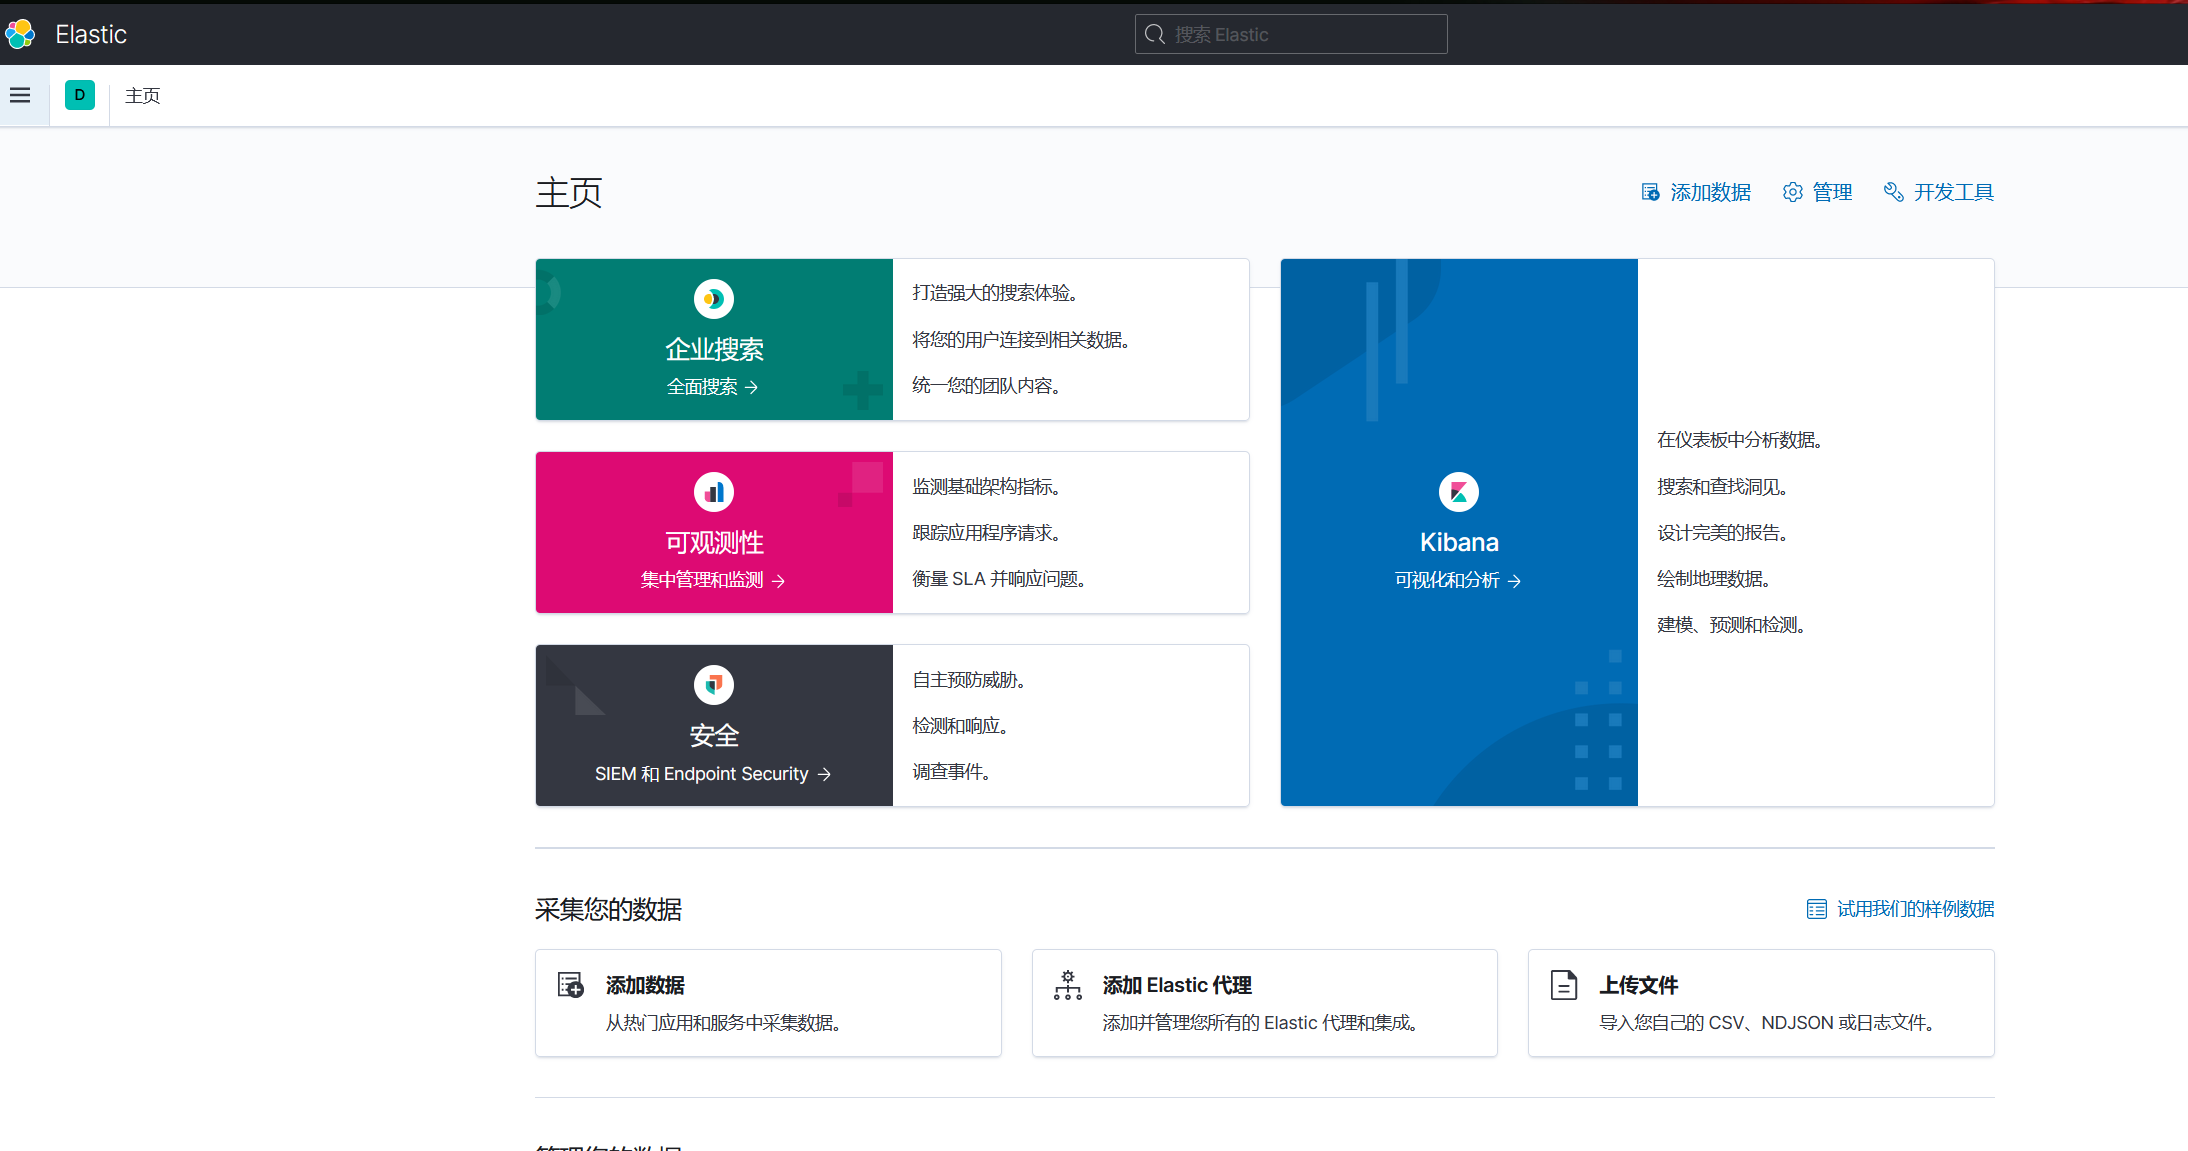 Elastic
搜索 Elastic
D
主页
主页
添加数据
管理
开发工具
企业搜索
全面搜索 →
打造强大的搜索体验。
将您的用户连接到相关数据。
统一您的团队内容。
可观测性
集中管理和监测 →
监测基础架构指标。
跟踪应用程序请求。
衡量 SLA 并响应问题。
安全
SIEM 和 Endpoint Security →
自主预防威胁。
检测和响应。
调查事件。
Kibana
可视化和分析 →
在仪表板中分析数据。
搜索和查找洞见。
设计完美的报告。
绘制地理数据。
建模、预测和检测。
采集您的数据
试用我们的样例数据
添加数据
从热门应用和服务中采集数据。
添加 Elastic 代理
添加并管理您所有的 Elastic 代理和集成。
上传文件
导入您自己的 CSV、NDJSON 或日志文件。